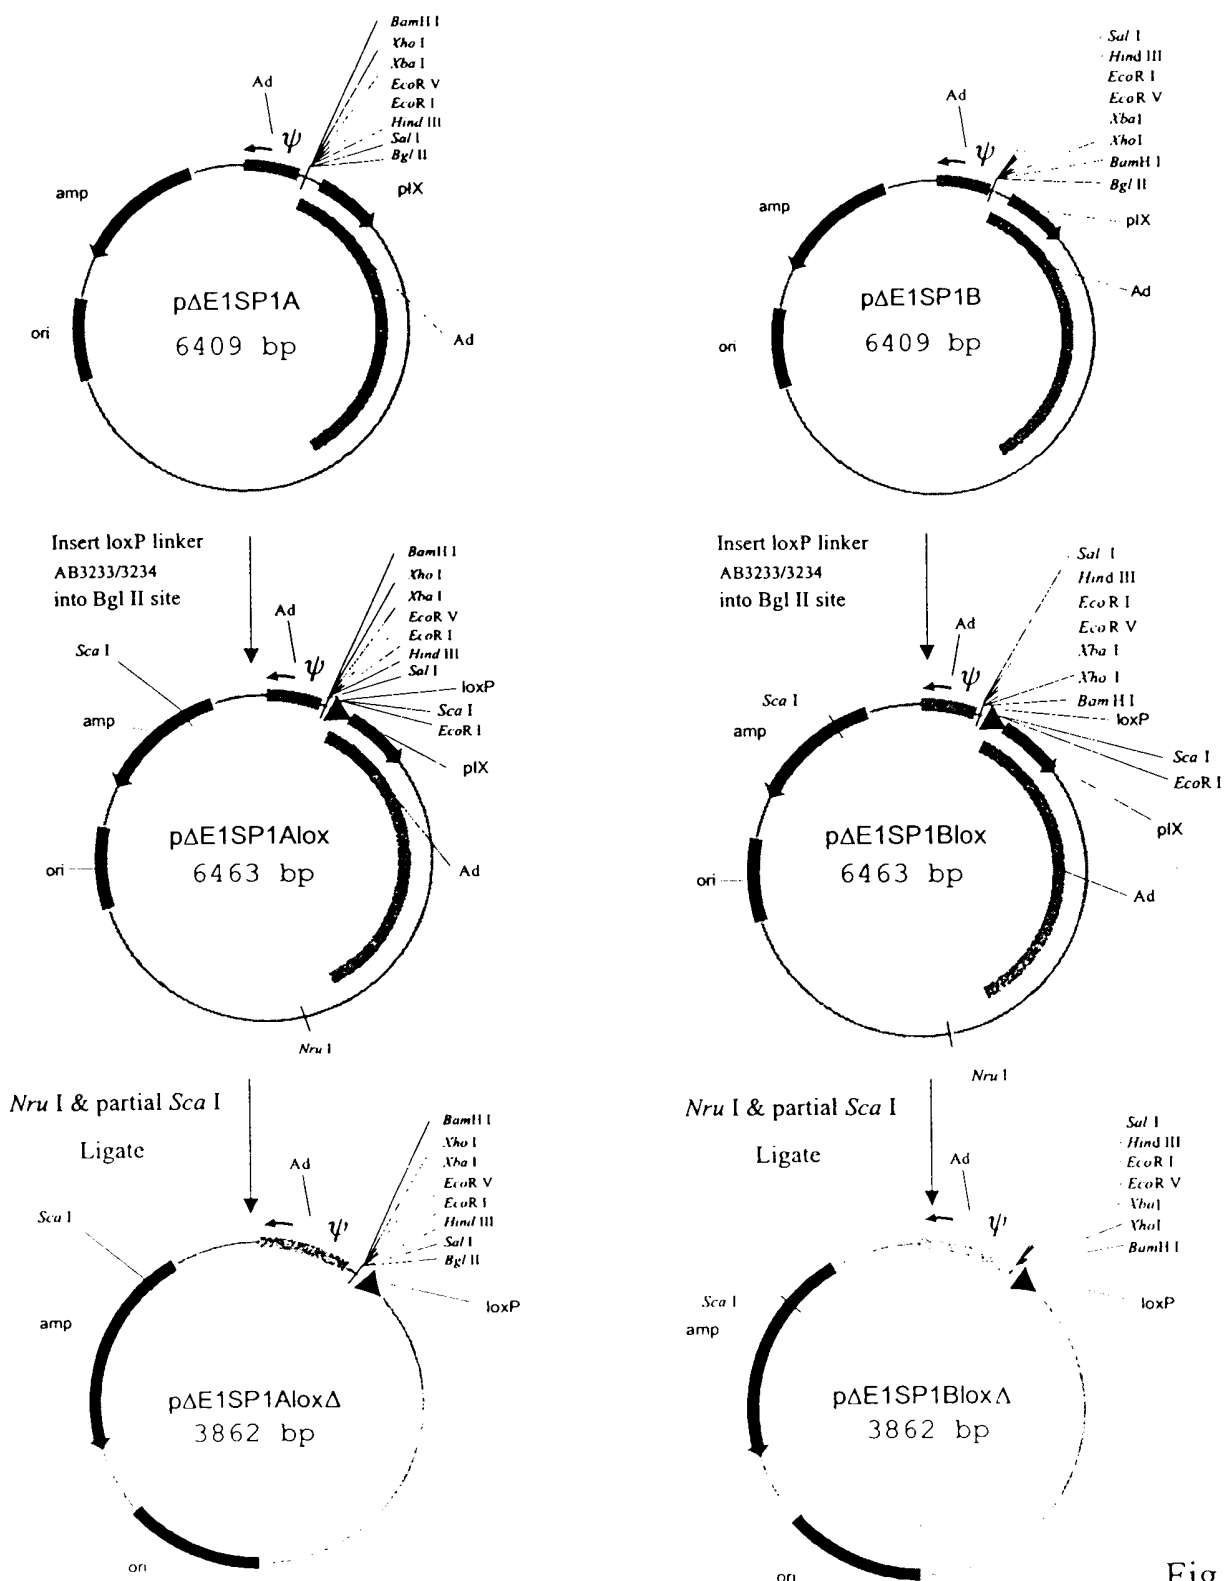 BamH I
Xho I
Xba I
EcoR V
EcoR I
Hind III
Sal I
Bgl II
Ad
ψ
pIX
amp
ori
Ad
pΔE1SP1A
6409 bp
Sal I
Hind III
EcoR I
EcoR V
Xba I
Xho I
BamH I
Bgl II
Ad
ψ
pIX
amp
ori
Ad
pΔE1SP1B
6409 bp
Insert loxP linker
AB3233/3234
into Bgl II site
BamH I
Xho I
Xba I
EcoR V
EcoR I
Hind III
Sal I
loxP
Sca I
EcoR I
Ad
ψ
Sca I
amp
pIX
ori
Ad
pΔE1SP1Alox
6463 bp
Nru I
Insert loxP linker
AB3233/3234
into Bgl II site
Sal I
Hind III
EcoR I
EcoR V
Xba I
Xho I
BamH I
loxP
Sca I
EcoR I
Ad
ψ
Sca I
amp
pIX
ori
Ad
pΔE1SP1Blox
6463 bp
Nru I
Nru I & partial Sca I
Ligate
BamH I
Xho I
Xba I
EcoR V
EcoR I
Hind III
Sal I
Bgl II
loxP
Ad
ψ
Sca I
amp
pΔE1SP1AloxΔ
3862 bp
ori
Nru I & partial Sca I
Ligate
Sal I
Hind III
EcoR I
EcoR V
Xba I
Xho I
BamH I
loxP
Ad
ψ
Sca I
amp
pΔE1SP1BloxΔ
3862 bp
ori
Fig